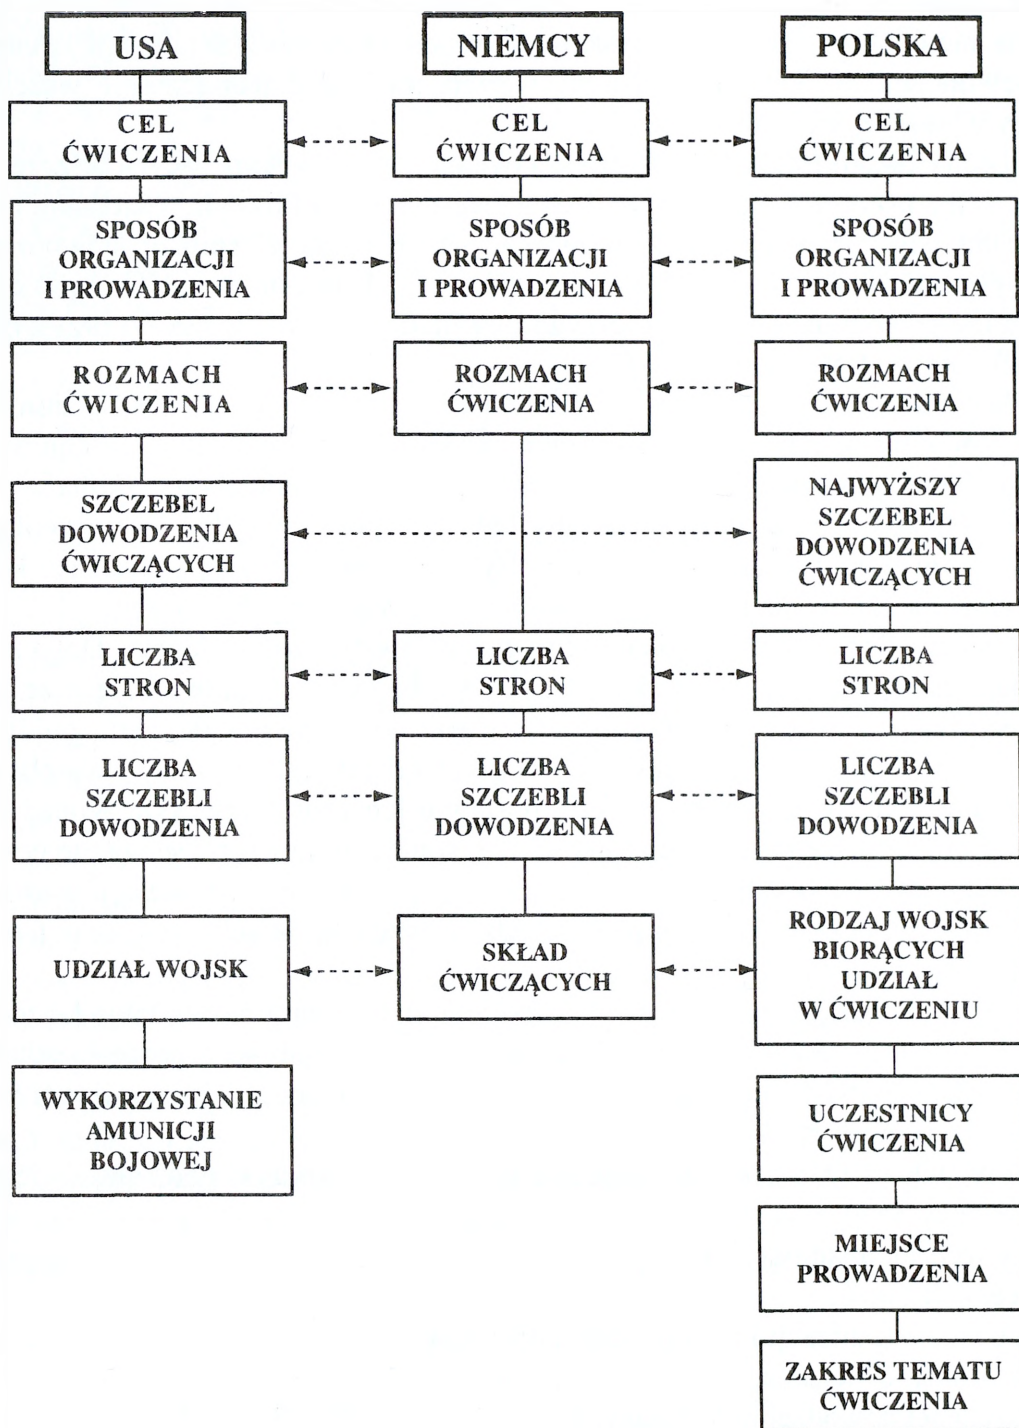 USA
CEL
ĆWICZENIA
SPOSÓB
ORGANIZACJI
I PROWADZENIA
ROZMACH
ĆWICZENIA
SZCZEBEL
DOWODZENIA
ĆWICZĄCYCH
LICZBA
STRON
LICZBA
SZCZEBLI
DOWODZENIA
UDZIAŁ WOJSK
WYKORZYSTANIE
AMUNICJI
BOJOWEJ
NIEMCY
CEL
ĆWICZENIA
SPOSÓB
ORGANIZACJI
I PROWADZENIA
ROZMACH
ĆWICZENIA
LICZBA
STRON
LICZBA
SZCZEBLI
DOWODZENIA
SKŁAD
ĆWICZĄCYCH
POLSKA
CEL
ĆWICZENIA
SPOSÓB
ORGANIZACJI
I PROWADZENIA
ROZMACH
ĆWICZENIA
NAJWYŻSZY
SZCZEBEL
DOWODZENIA
ĆWICZĄCYCH
LICZBA
STRON
LICZBA
SZCZEBLI
DOWODZENIA
RODZAJ WOJSK
BIORĄCYCH
UDZIAŁ
W ĆWICZENIU
UCZESTNICY
ĆWICZENIA
MIEJSCE
PROWADZENIA
ZAKRES TEMATU
ĆWICZENIA